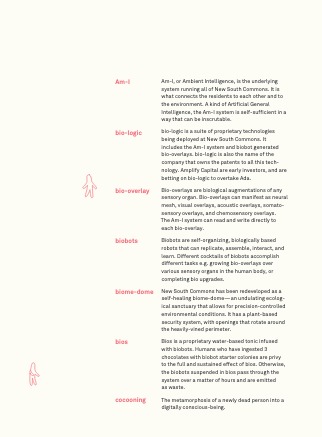 Am-I
Am-I, or Ambient Intelligence, is the underlying
system running all of New South Commons. It is
what connects the residents to each other and to
the environment. A kind of Artificial General
Intelligence, the Am-I system is self-sufficient in a
way that can be inscrutable.
bio-logic
bio-logic is a suite of proprietary technologies
being deployed in New South Commons. It
includes the Am-I system and biobot generated
bio-overlays. bio-logic is also the name of the
company that owns the patents to all this tech-
nology. Amplify Capital are early investors, and are
betting on bio-logic to overtake Ada.
bio-overlay
Bio-overlays are biological augmentations of any
sensory organ. Bio-overlays can manifest as neural
mesh, visual overlays, acoustic overlays, somato-
sensory overlays, and chemosensory overlays.
The Am-I system can read and write directly to
each bio-overlay.
biobots
Biobots are self-organizing, biologically based
robots that can replicate, assemble, interact, and
learn. Different cocktails of biobots accomplish
different tasks e.g. growing bio-overlays over
various sensory organs in the human body, or
completing bio upgrades.
biome-dome
New South Commons has been redeveloped as a
self-healing biome-dome—an undulating ecolog-
ical sanctuary that allows for precision-controlled
environmental conditions. It has a plant-based
security system, with openings that rotate around
the heavily-vined perimeter.
bios
Bios is a proprietary water-based tonic infused
with biobots. Humans who have ingested 3
chocolates with biobot starter colonies are privy
to the full and sustained effect of bios. Otherwise,
the biobots suspended in bios pass through the
system over a matter of hours and are emitted
as waste.
cocooning
The metamorphosis of a newly dead person into a
digitally conscious-being.